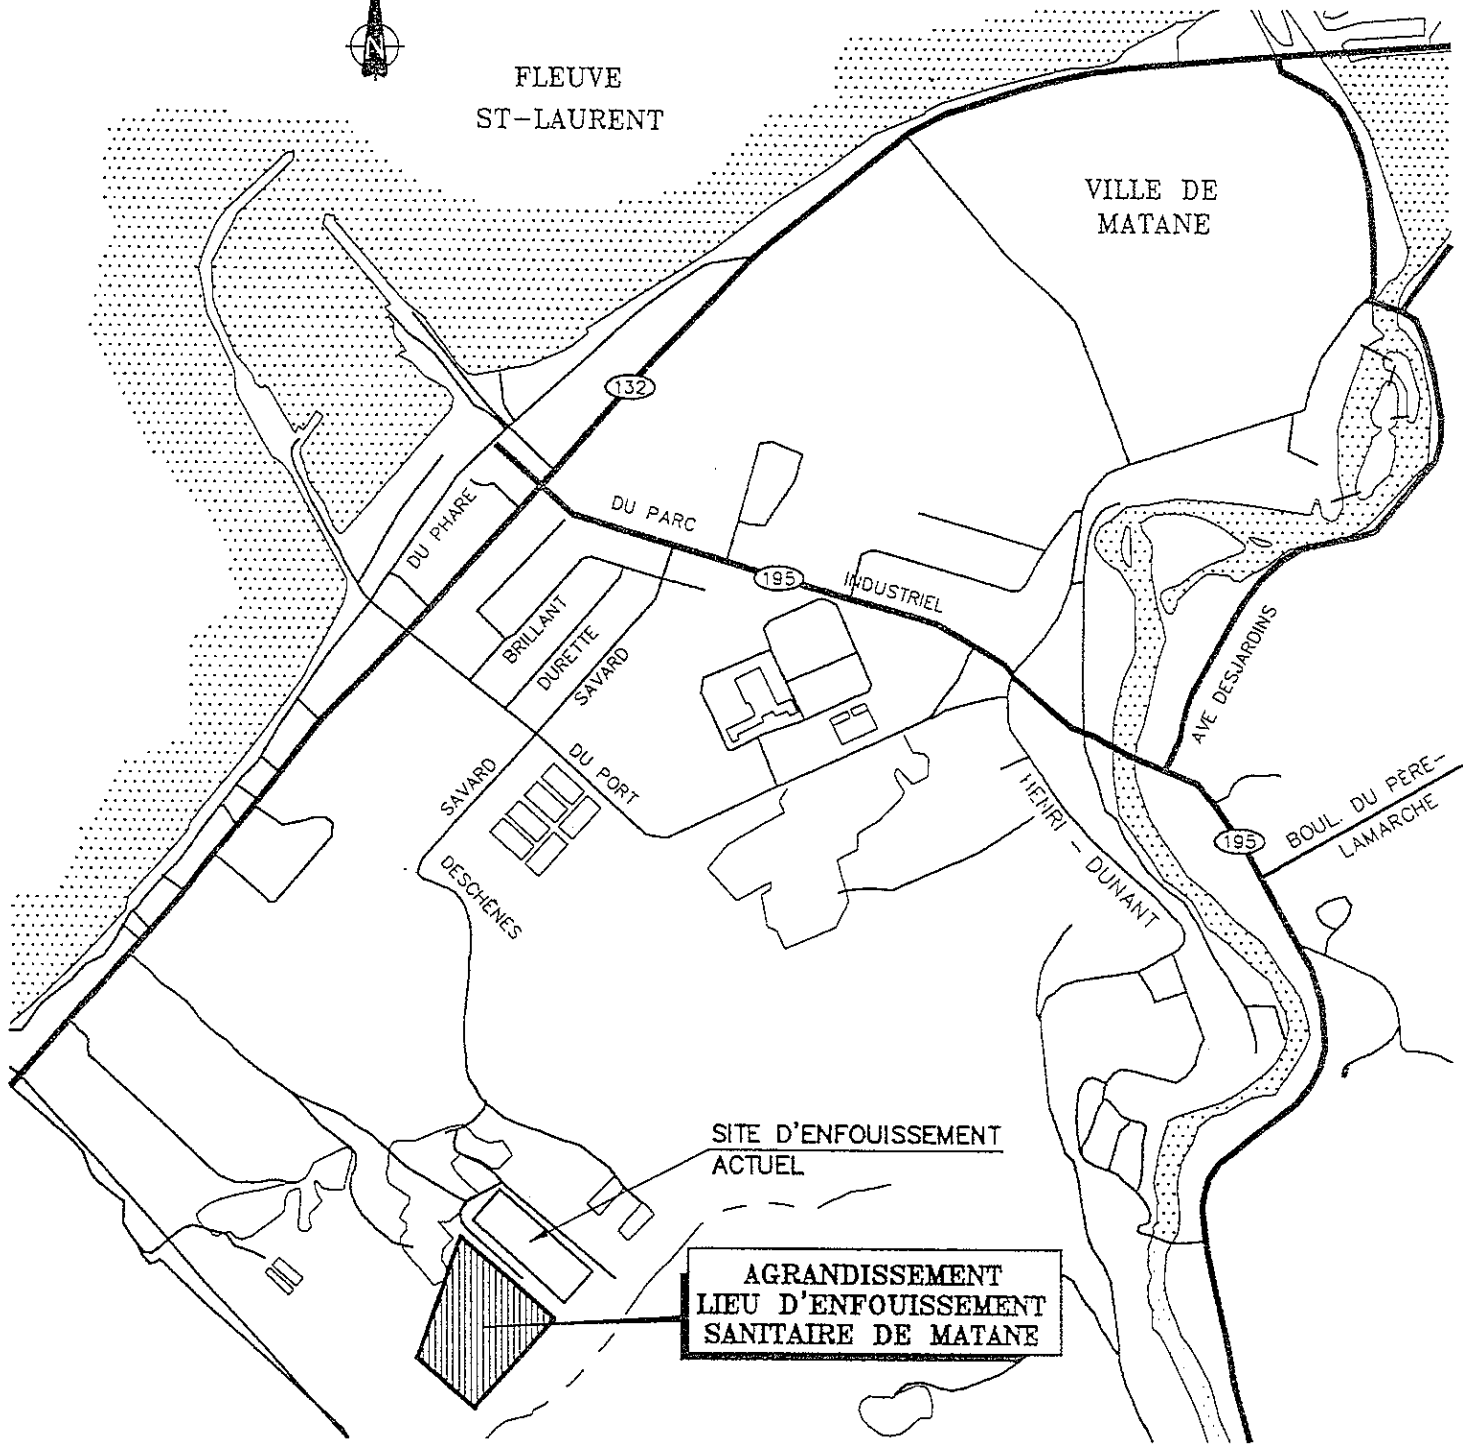 N
FLEUVE
ST-LAURENT
VILLE DE
MATANE
132
DU PHARE
DU PARC
195
INDUSTRIEL
BRILLANT
DURETTE
SAVARD
AVE DESJARDINS
SAVARD
DU PORT
HENRI - DUNANT
195
BOUL. DU PÈRE-
LAMARCHE
DESCHÊNES
SITE D'ENFOUISSEMENT
ACTUEL
AGRANDISSEMENT
LIEU D'ENFOUISSEMENT
SANITAIRE DE MATANE